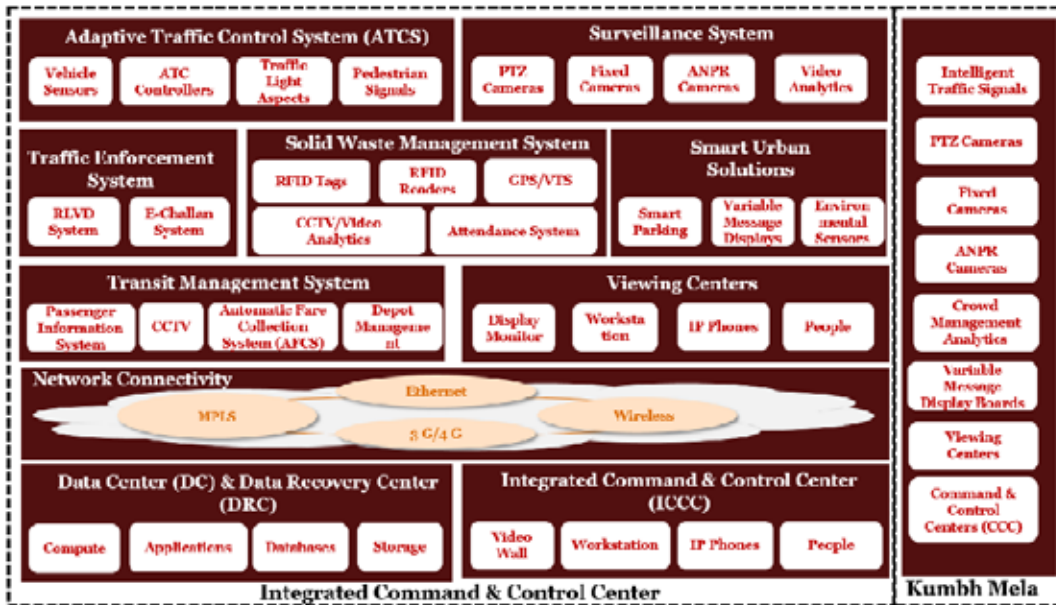 Adaptive Traffic Control System (ATCS)
Vehicle
Sensors
ATC
Controllers
Traffic
Light
Aspects
Pedestrian
Signals
Surveillance System
PTZ
Cameras
Fixed
Cameras
ANPR
Cameras
Video
Analytics
Traffic Enforcement
System
RLVD
System
E-Challan
System
Solid Waste Management System
RFID Tags
RFID
Readers
GPS/VTS
CCTV/Video
Analytics
Attendance System
Smart Urban
Solutions
Smart
Parking
Variable
Message
Displays
Environ
mental
Sensors
Transit Management System
Passenger
Information
System
CCTV
Automatic Fare
Collection
System (AFCS)
Depot
Manageme
nt
Viewing Centers
Display
Monitor
Worksta
tion
IP Phones
People
Network Connectivity
Ethernet
MPLS
Wireless
3 G/4 G
Data Center (DC) & Data Recovery Center
(DRC)
Compute
Applications
Databases
Storage
Integrated Command & Control Center
(ICCC)
Video
Wall
Workstation
IP Phones
People
Integrated Command & Control Center
Intelligent
Traffic Signals
PTZ Cameras
Fixed
Cameras
ANPR
Cameras
Crowd
Management
Analytics
Variable
Message
Display Boards
Viewing
Centers
Command &
Control
Centers (CCC)
Kumbh Mela